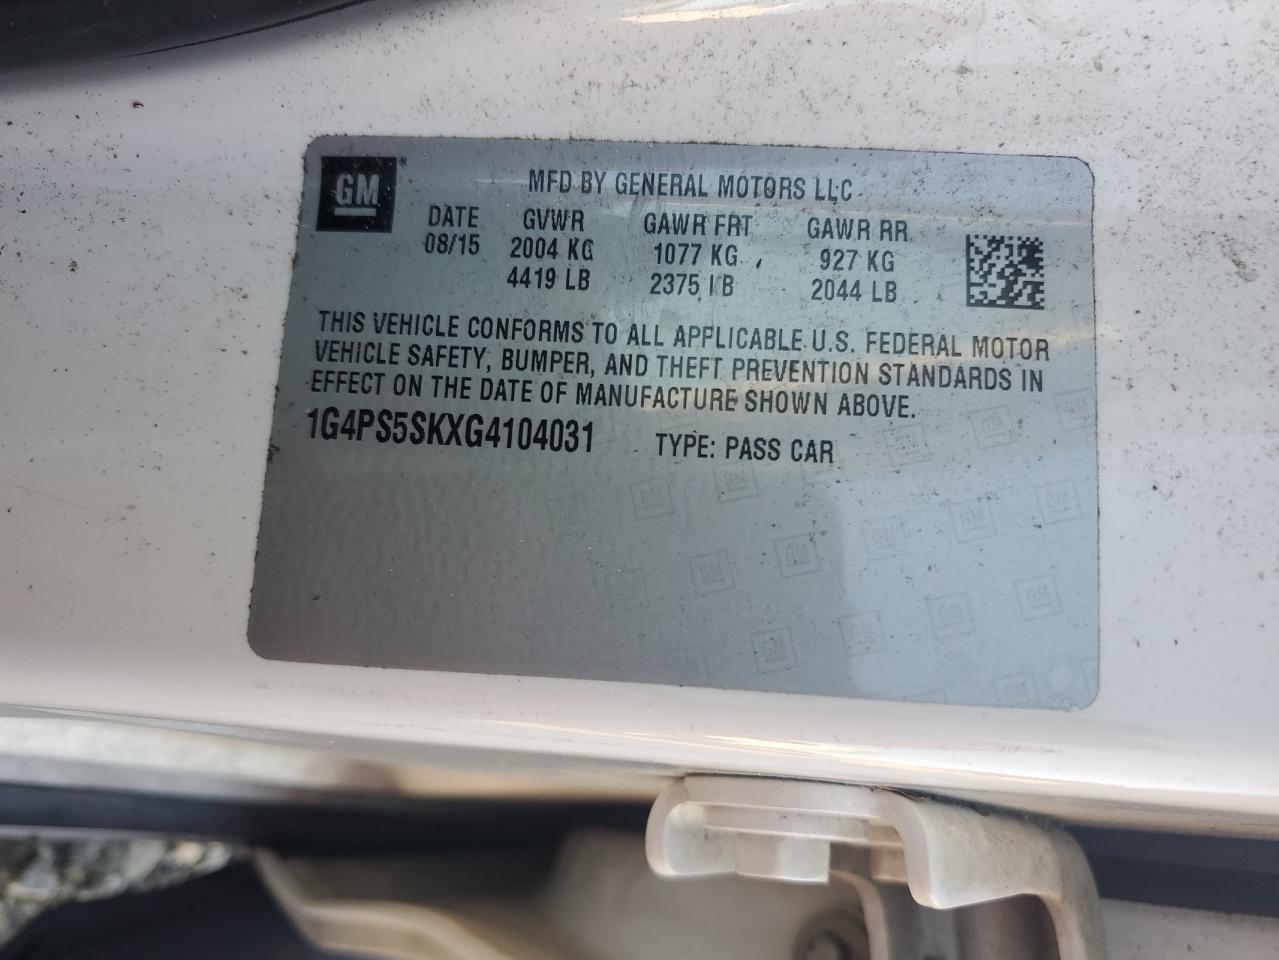 GM
MFD BY GENERAL MOTORS LLC
DATE GVWR GAWR FRT GAWR RR
08/15 2004 KG 1077 KG 927 KG
4419 LB 2375 LB 2044 LB
THIS VEHICLE CONFORMS TO ALL APPLICABLE U.S. FEDERAL MOTOR
VEHICLE SAFETY, BUMPER, AND THEFT PREVENTION STANDARDS IN
EFFECT ON THE DATE OF MANUFACTURE SHOWN ABOVE.
1G4PS5SKXG4104031 TYPE: PASS CAR